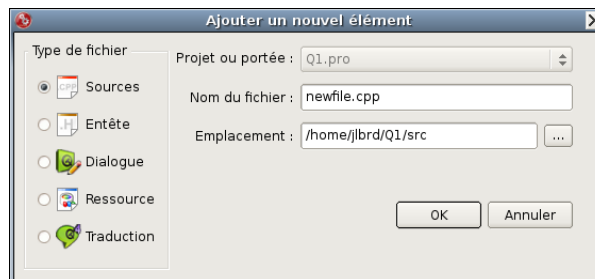 Ajouter un nouvel élément
Type de fichier
Sources
Entête
Dialogue
Ressource
Traduction
Projet ou portée : Q1.pro
Nom du fichier : newfile.cpp
Emplacement : /home/jlbrd/Q1/src ...
OK Annuler